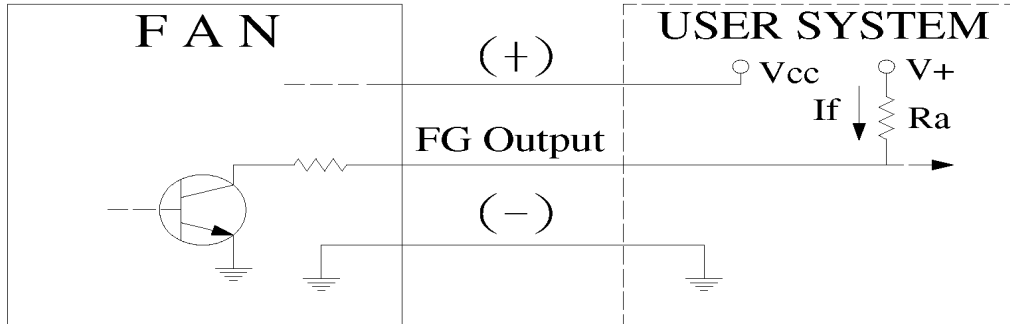 F A N
USER SYSTEM
(+)
Vcc
V+
If
Ra
FG Output
(-)